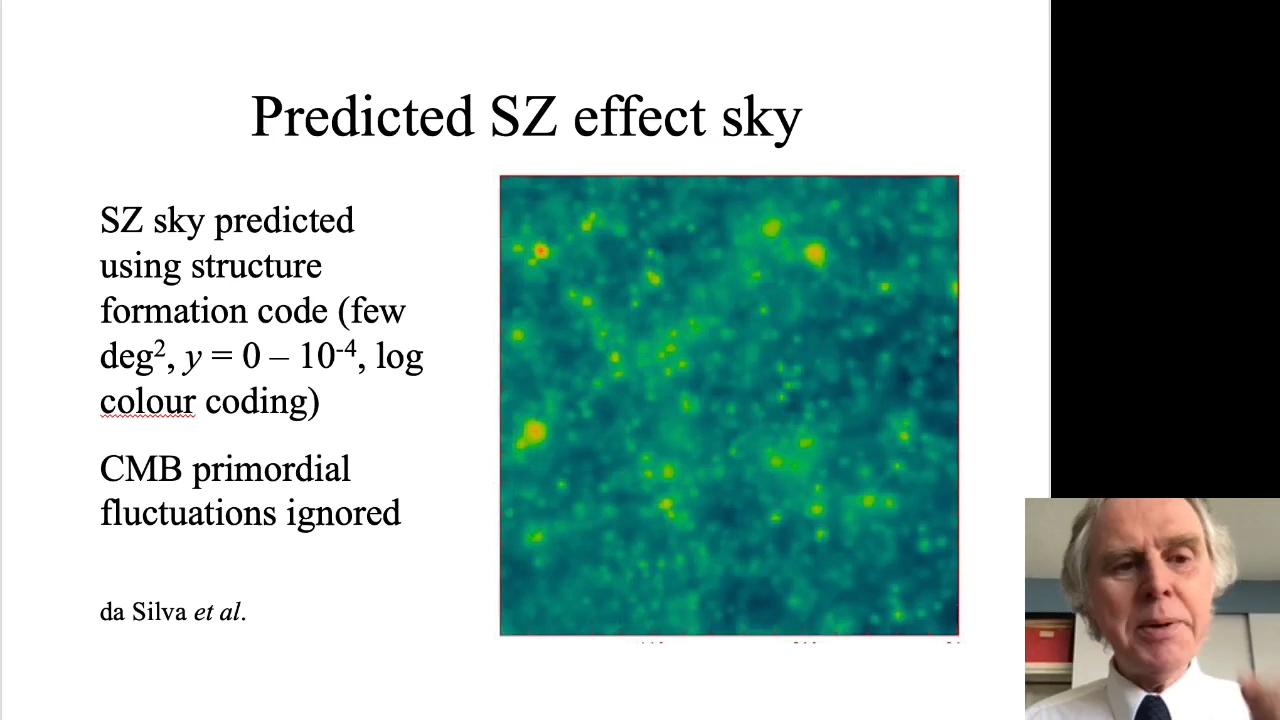 Predicted SZ effect sky
SZ sky predicted
using structure
formation code (few
deg², y = 0 – 10⁻⁴, log
colour coding)
CMB primordial
fluctuations ignored
da Silva et al.